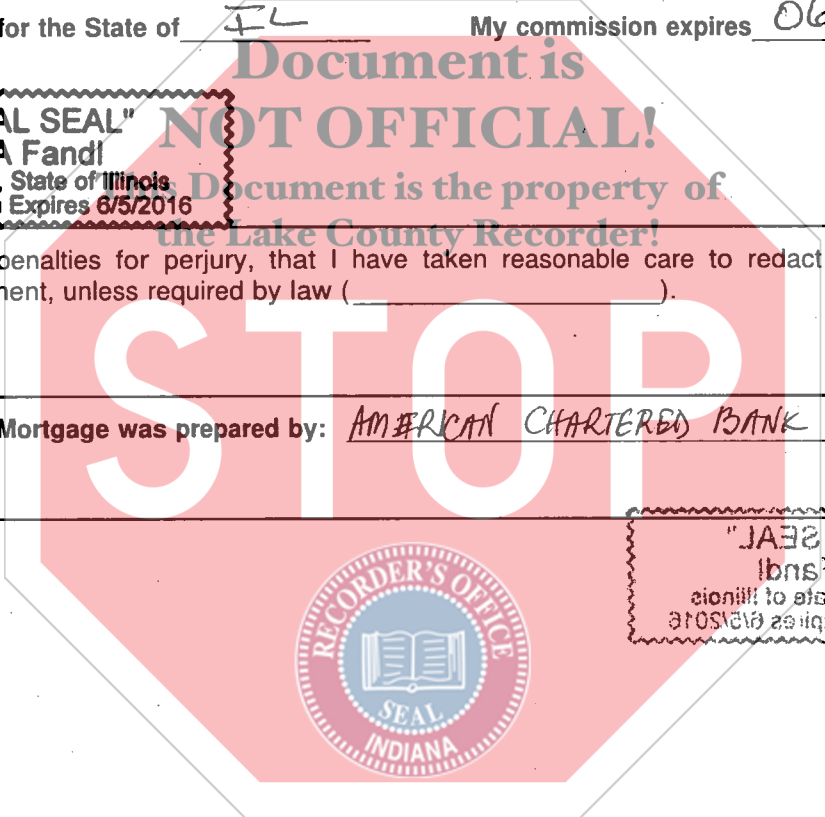 for the State of IL My commission expires 06
Document is
NOT OFFICIAL!
AL SEAL"
A Fandl
State of Illinois
Expires 6/5/2016
This Document is the property of
the Lake County Recorder!
penalties for perjury, that I have taken reasonable care to redact
ment, unless required by law (                ).
STOP
Mortgage was prepared by: AMERICAN CHARTERED BANK
SEAL"
Fandl
ate of Illinois
pires 6/5/2016
RECORDER'S OFFICE
SEAL
INDIANA